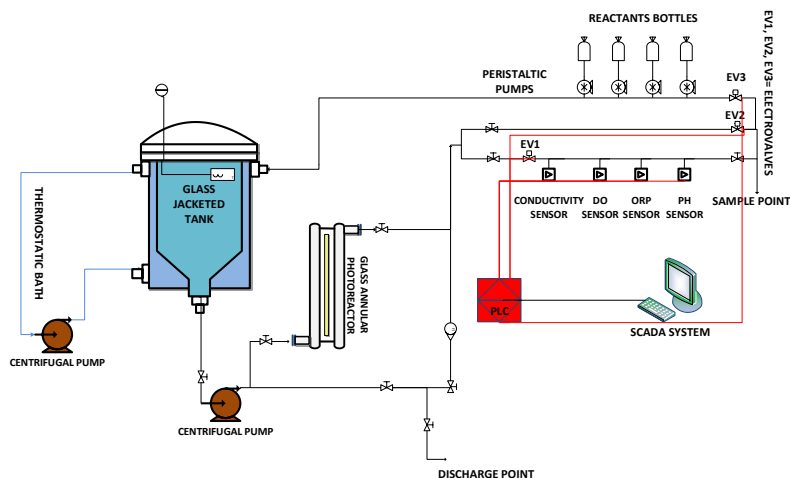 REACTANTS BOTTLES
PERISTALTIC
PUMPS
EV3
EV2
EV1
EV1, EV2, EV3= ELECTROVALVES
GLASS
JACKETED
TANK
THERMOSTATIC BATH
GLASS ANNULAR
PHOTOREACTOR
CONDUCTIVITY
SENSOR
DO
SENSOR
ORP
SENSOR
PH
SENSOR
SAMPLE POINT
PLC
SCADA SYSTEM
CENTRIFUGAL PUMP
CENTRIFUGAL PUMP
DISCHARGE POINT